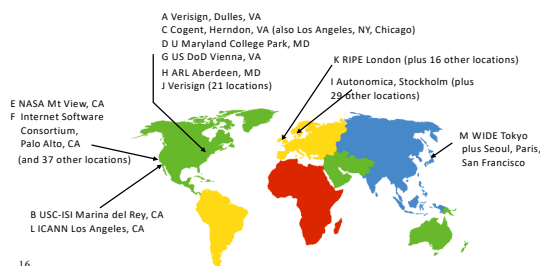 A Verisign, Dulles, VA
C Cogent, Herndon, VA (also Los Angeles, NY, Chicago)
D U Maryland College Park, MD
G US DoD Vienna, VA
H ARL Aberdeen, MD
J Verisign (21 locations)
K RIPE London (plus 16 other locations)
I Autonomica, Stockholm (plus
29 other locations)
E NASA Mt View, CA
F Internet Software
Consortium,
Palo Alto, CA
(and 37 other locations)
M WIDE Tokyo
plus Seoul, Paris,
San Francisco
B USC-ISI Marina del Rey, CA
L ICANN Los Angeles, CA
16